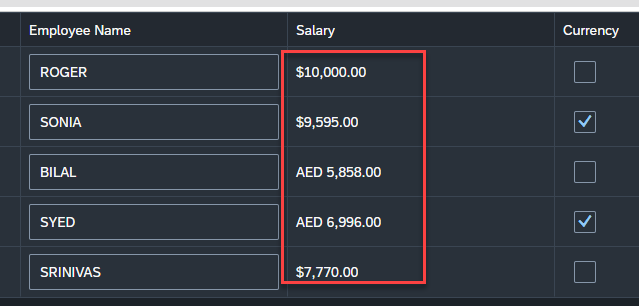 Employee Name Salary Currency
ROGER $10,000.00
SONIA $9,595.00
BILAL AED 5,858.00
SYED AED 6,996.00
SRINIVAS $7,770.00